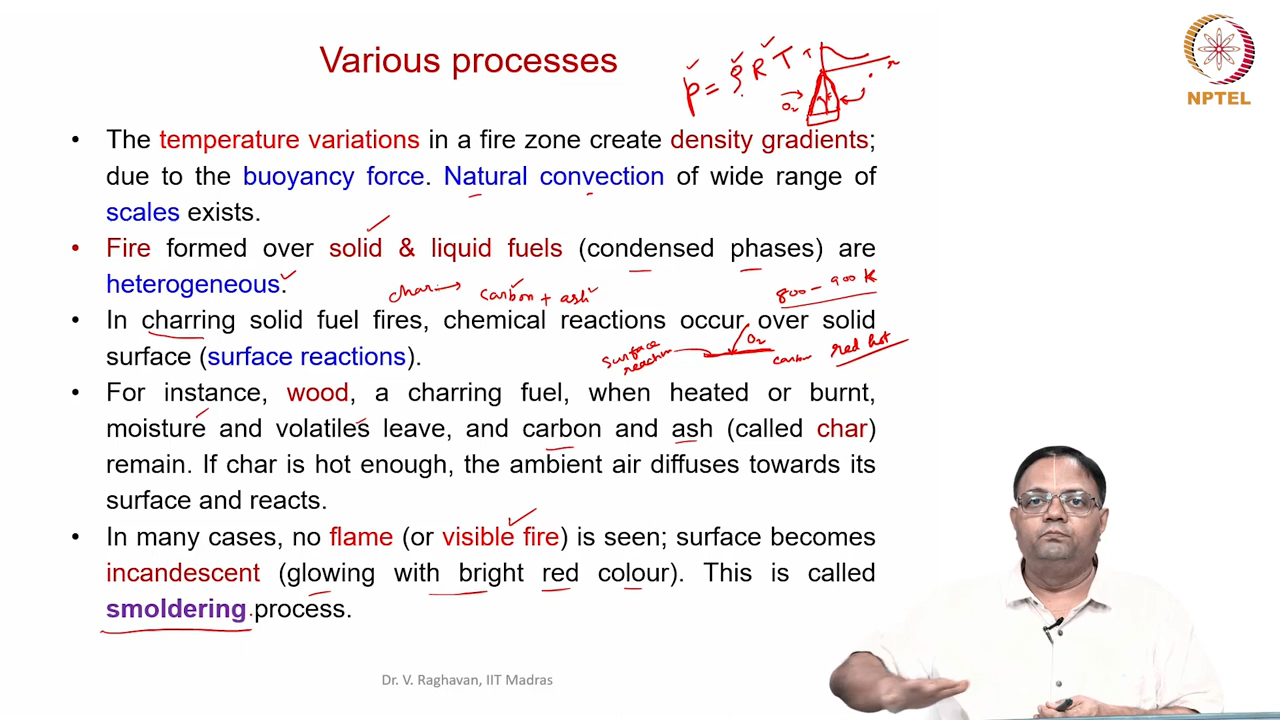 Various processes
p = ρ R T
T
r
O₂
NPTEL
• The temperature variations in a fire zone create density gradients;
due to the buoyancy force. Natural convection of wide range of
scales exists.
• Fire formed over solid & liquid fuels (condensed phases) are
heterogeneous.
char → carbon + ash
800 – 900 K
• In charring solid fuel fires, chemical reactions occur over solid
surface (surface reactions).
surface reaction
O₂
carbon
red hot
• For instance, wood, a charring fuel, when heated or burnt,
moisture and volatiles leave, and carbon and ash (called char)
remain. If char is hot enough, the ambient air diffuses towards its
surface and reacts.
• In many cases, no flame (or visible fire) is seen; surface becomes
incandescent (glowing with bright red colour). This is called
smoldering process.
Dr. V. Raghavan, IIT Madras